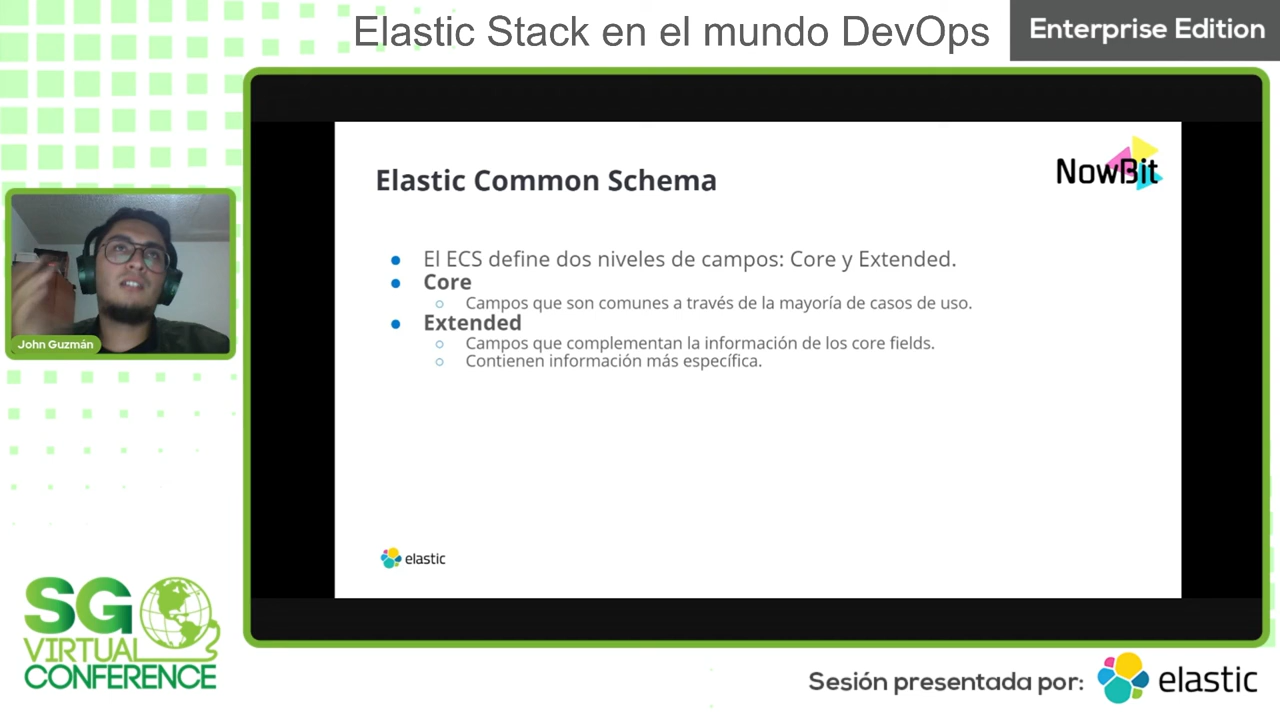 Elastic Stack en el mundo DevOps
Enterprise Edition
NowBit
Elastic Common Schema
El ECS define dos niveles de campos: Core y Extended.
Core
Campos que son comunes a través de la mayoría de casos de uso.
Extended
Campos que complementan la información de los core fields.
Contienen información más específica.
elastic
John Guzmán
SG
VIRTUAL
CONFERENCE
Sesión presentada por:
elastic